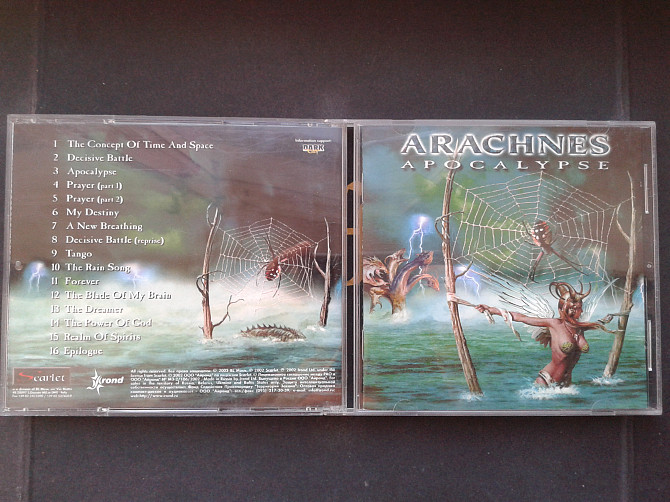 1 The Concept Of Time And Space
2 Decisive Battle
3 Apocalypse
4 Prayer (part 1)
5 Prayer (part 2)
6 My Destiny
7 A New Breathing
8 Decisive Battle (reprise)
9 Tango
10 The Rain Song
11 Forever
12 The Blade Of My Brain
13 The Dreamer
14 The Power Of God
15 Realm Of Spirits
16 Epilogue
Information support
DARK
Scarlet
Irond
ARACHNES
APOCALYPSE